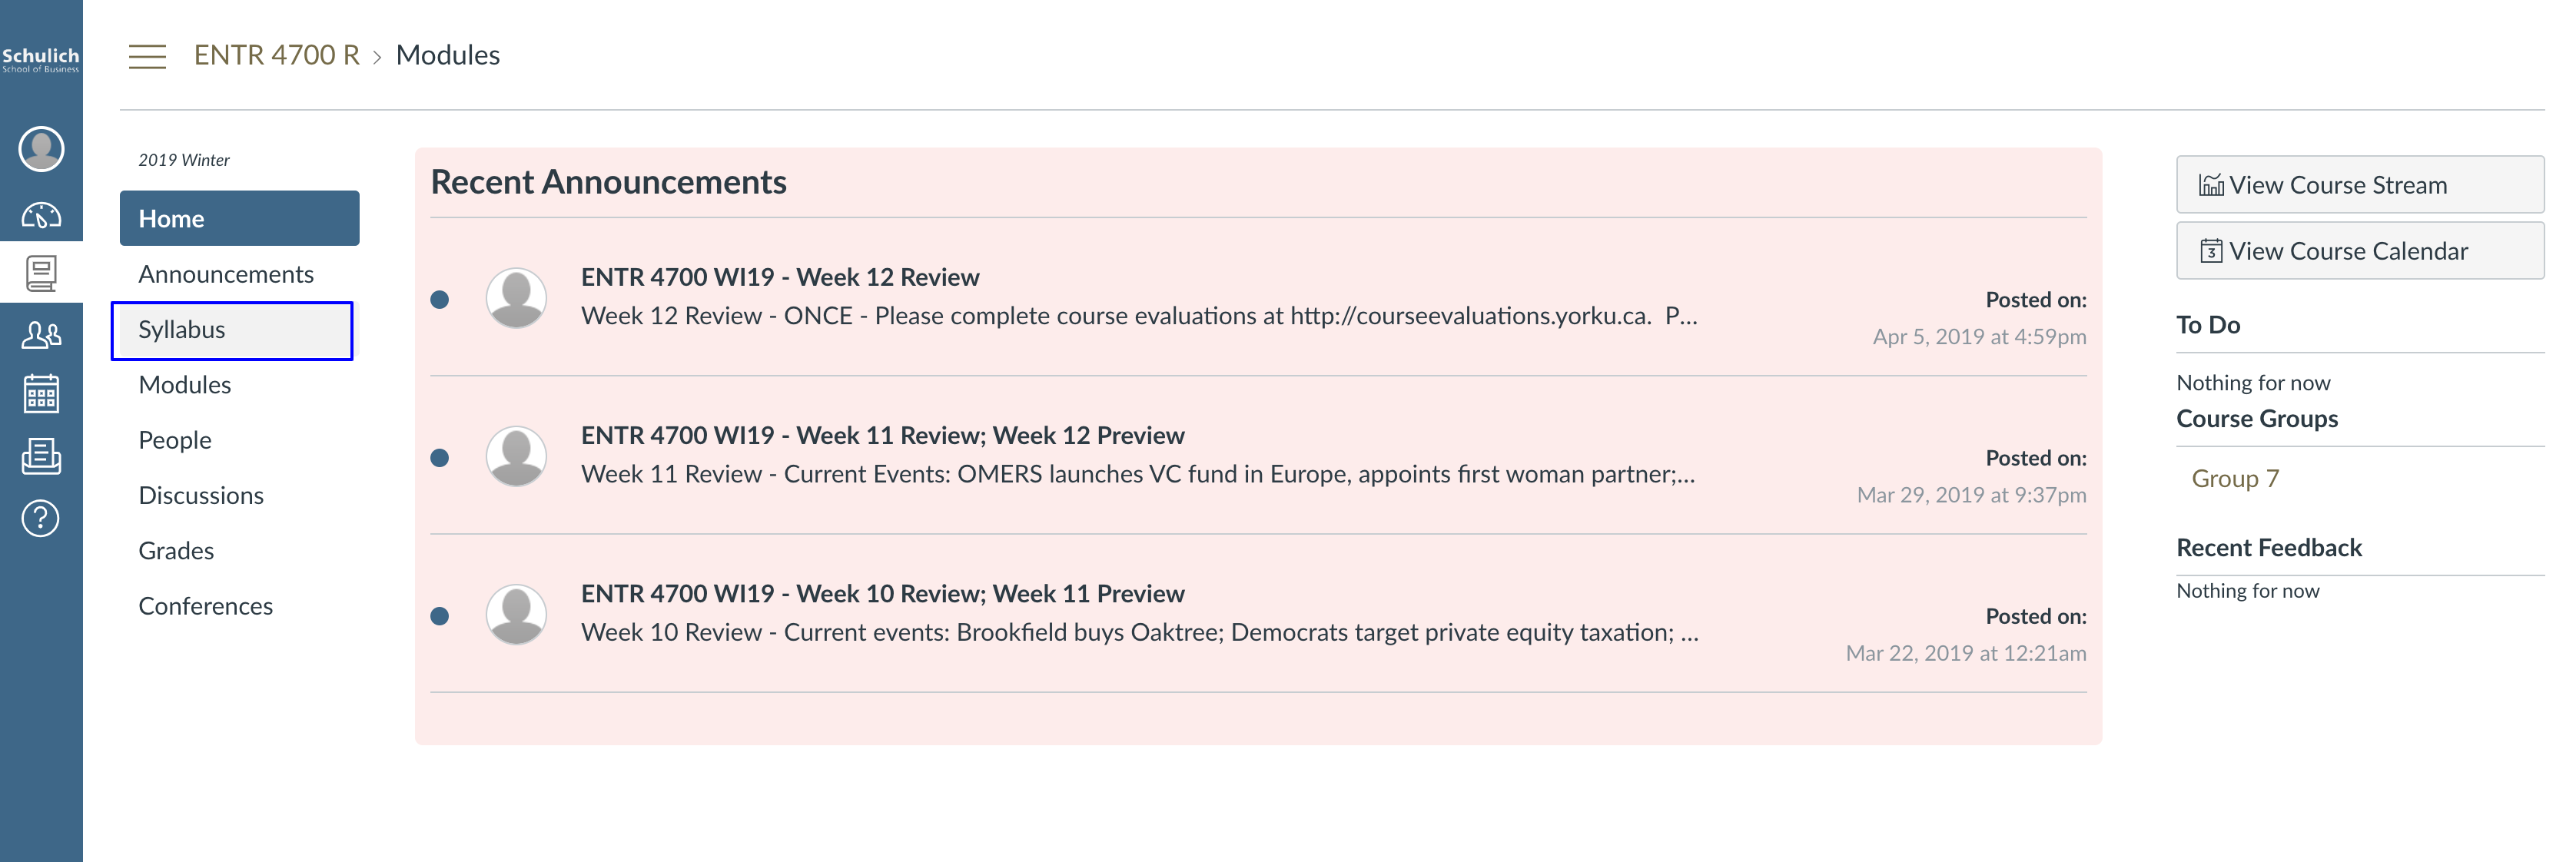 Schulich
School of Business
ENTR 4700 R > Modules
2019 Winter
Home
Announcements
Syllabus
Modules
People
Discussions
Grades
Conferences
Recent Announcements
ENTR 4700 WI19 - Week 12 Review
Week 12 Review - ONCE - Please complete course evaluations at http://courseevaluations.yorku.ca.  P...
Posted on:
Apr 5, 2019 at 4:59pm
ENTR 4700 WI19 - Week 11 Review; Week 12 Preview
Week 11 Review - Current Events: OMERS launches VC fund in Europe, appoints first woman partner;...
Posted on:
Mar 29, 2019 at 9:37pm
ENTR 4700 WI19 - Week 10 Review; Week 11 Preview
Week 10 Review - Current events: Brookfield buys Oaktree; Democrats target private equity taxation; ...
Posted on:
Mar 22, 2019 at 12:21am
View Course Stream
3 View Course Calendar
To Do
Nothing for now
Course Groups
Group 7
Recent Feedback
Nothing for now